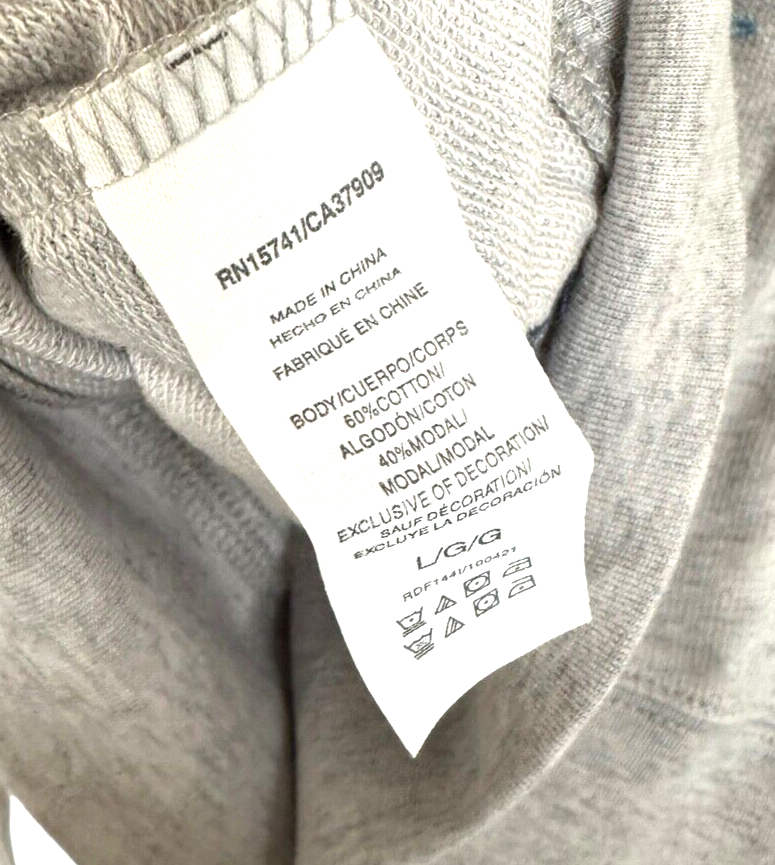 RN15741/CA37909
MADE IN CHINA
HECHO EN CHINA
FABRIQUÉ EN CHINE
BODY/CUERPO/CORPS
60%COTTON/
ALGODÓN/COTON
40%MODAL/
MODAL/MODAL
EXCLUSIVE OF DECORATION/
SAUF DÉCORATION/
EXCLUYE LA DECORACIÓN
L/G/G
RDF144I/100421